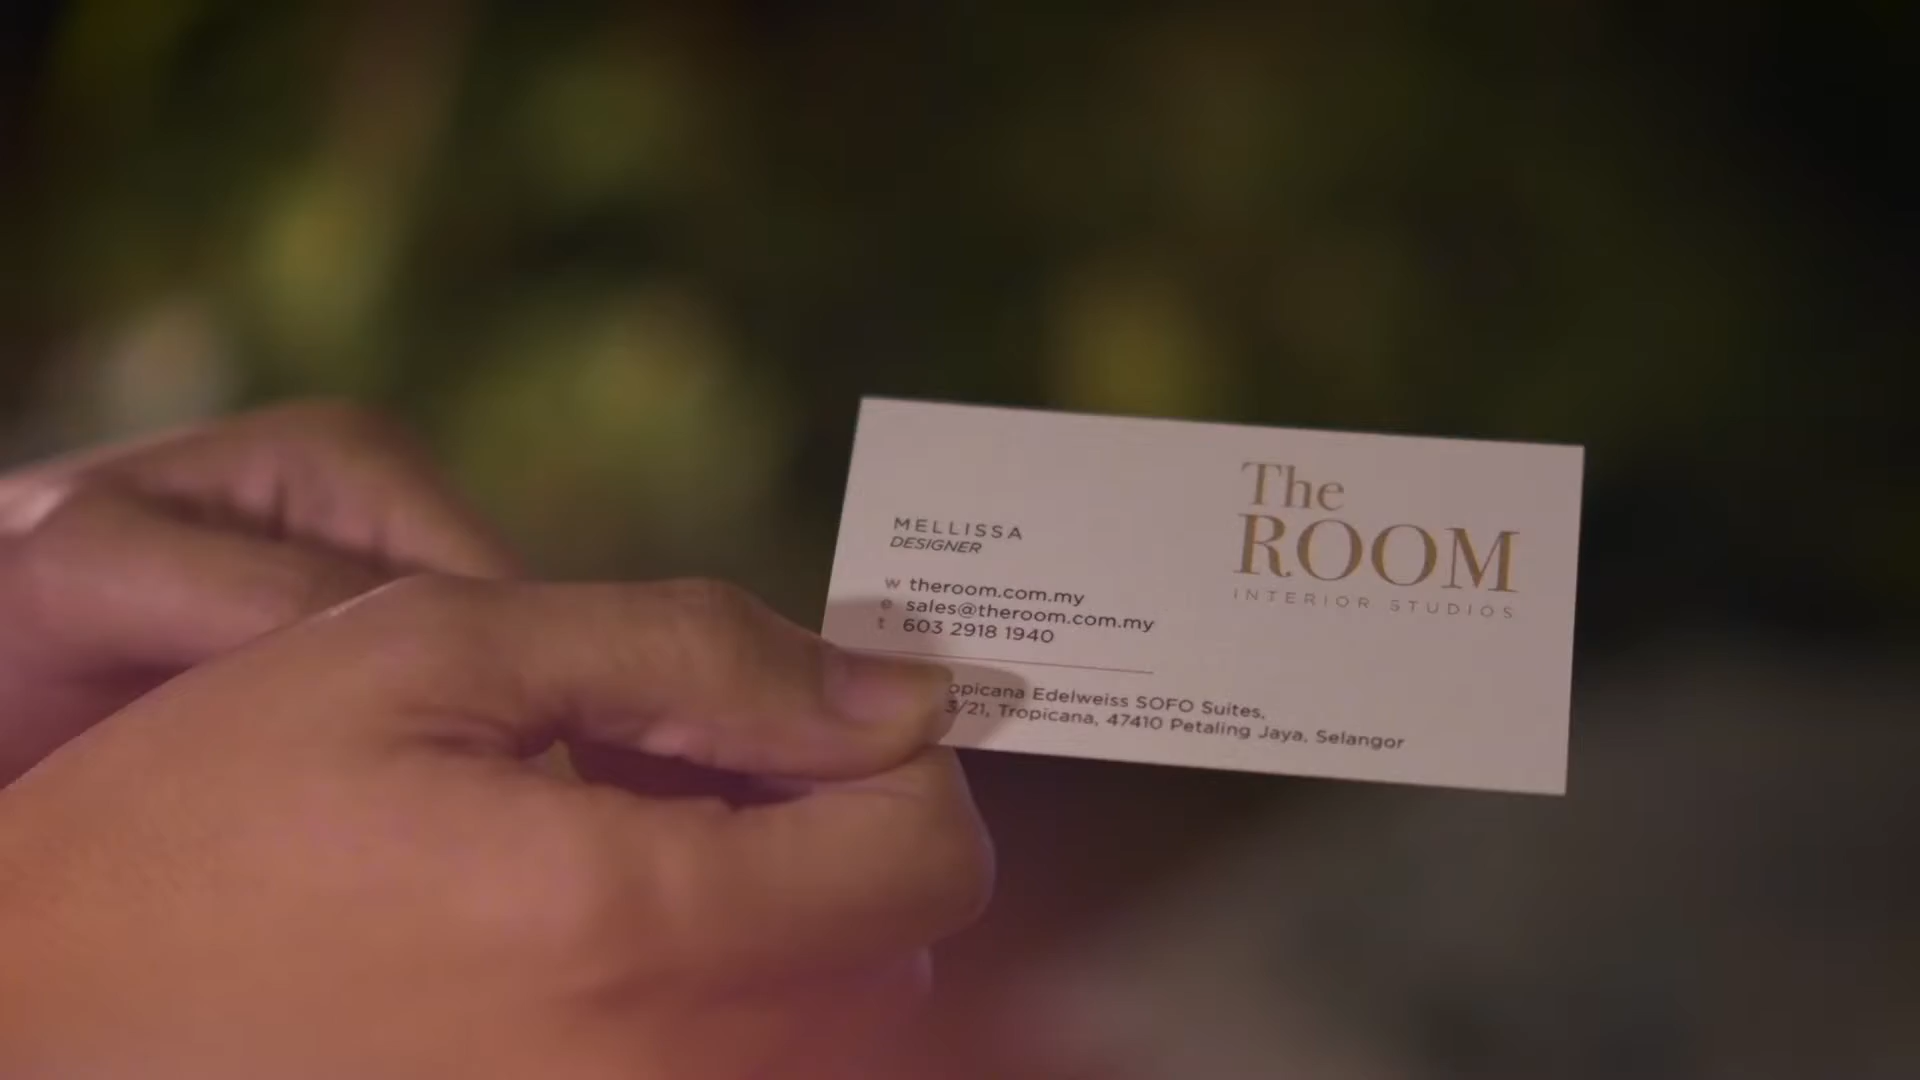 The
ROOM
INTERIOR STUDIOS
MELLISSA
DESIGNER
w theroom.com.my
e sales@theroom.com.my
t 603 2918 1940
Edelweiss SOFO Suites,
3/21, Tropicana, 47410 Petaling Jaya, Selangor